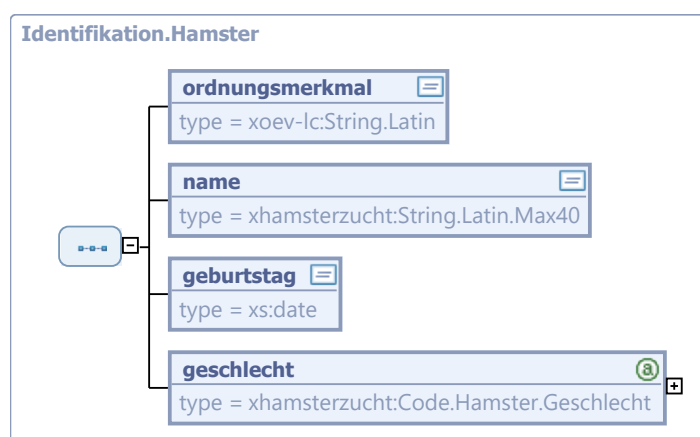 Identifikation.Hamster
ordnungsmerkmal
type = xoev-lc:String.Latin
name
type = xhamsterzucht:String.Latin.Max40
geburtstag
type = xs:date
geschlecht
type = xhamsterzucht:Code.Hamster.Geschlecht